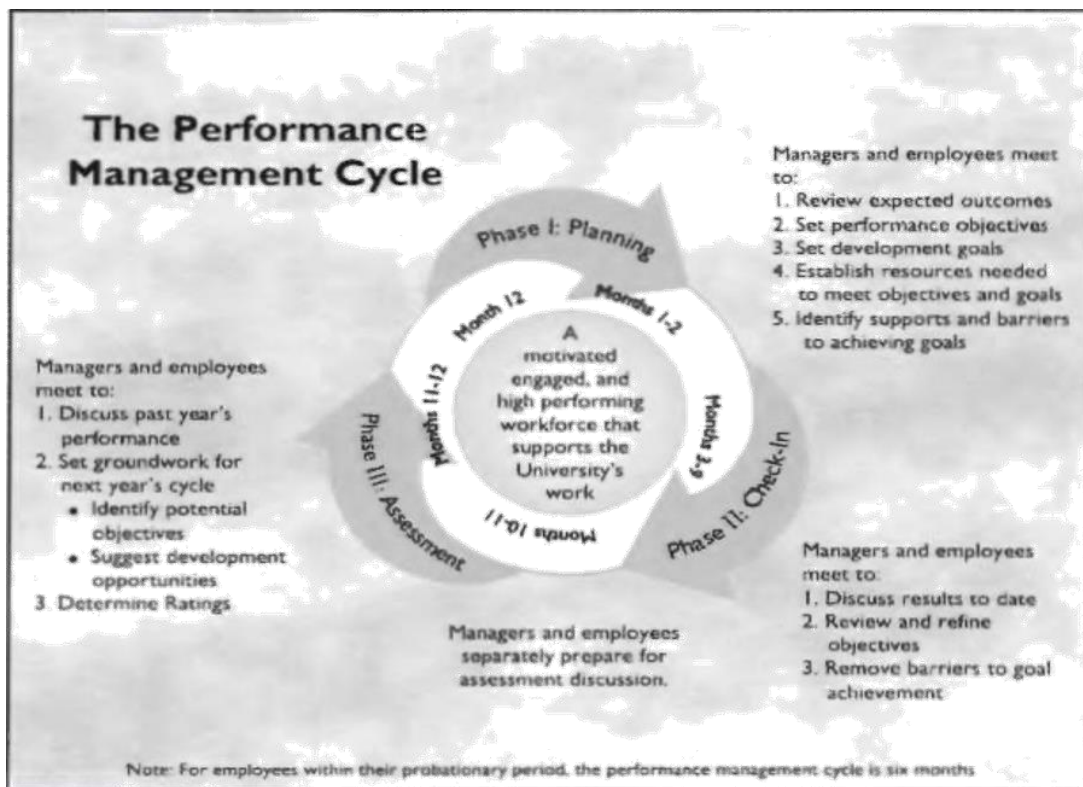 The Performance
Management Cycle
Phase I: Planning
Month 12
Months 1-2
Months 3-9
Months 10-11
Months 11-12
Phase II: Check-In
Phase III: Assessment
A
motivated
engaged, and
high performing
workforce that
supports the
University's
work
Managers and employees meet
to:
1. Review expected outcomes
2. Set performance objectives
3. Set development goals
4. Establish resources needed
to meet objectives and goals
5. Identify supports and barriers
to achieving goals
Managers and employees
meet to:
1. Discuss results to date
2. Review and refine
objectives
3. Remove barriers to goal
achievement
Managers and employees
separately prepare for
assessment discussion.
Managers and employees
meet to:
1. Discuss past year's
performance
2. Set groundwork for
next year's cycle
• Identify potential
objectives
• Suggest development
opportunities
3. Determine Ratings
Note: For employees within their probationary period, the performance management cycle is six months